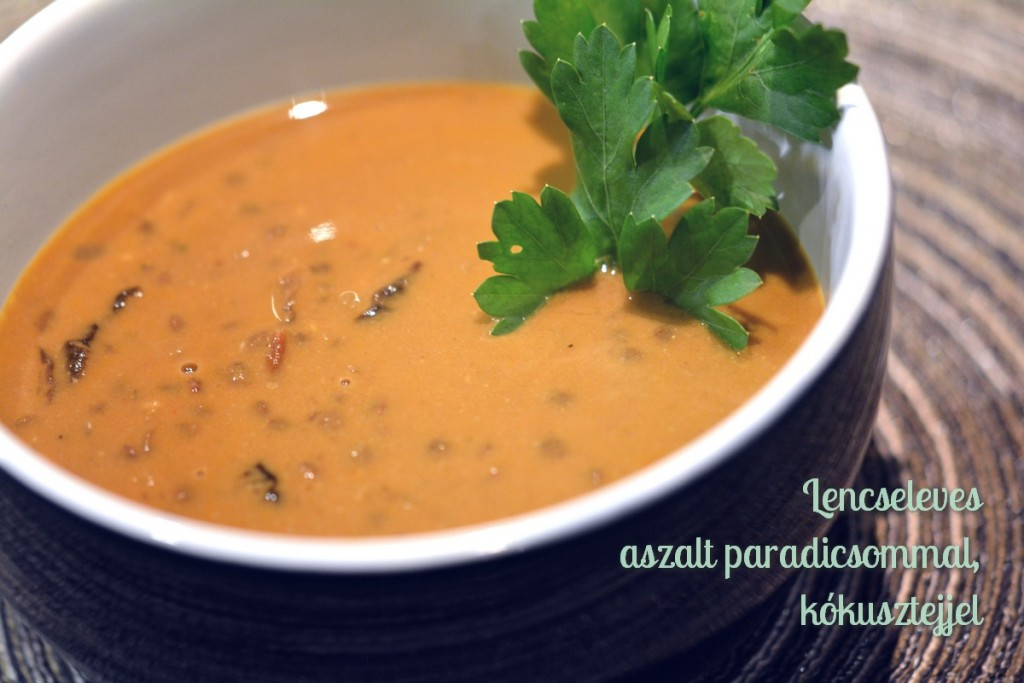 Lencseleves
aszalt paradicsommal,
kókusztejjel